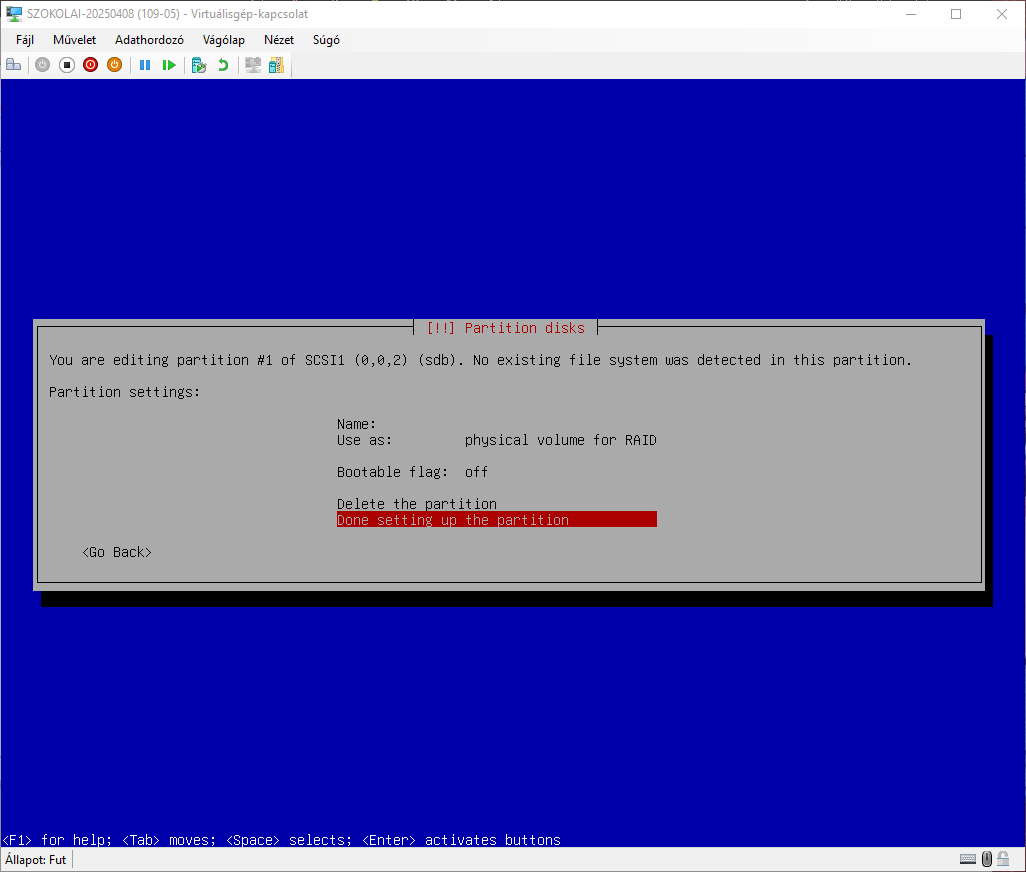 SZOKOLAI-20250408 (109-05) - Virtuálisgép-kapcsolat
Fájl Művelet Adathordozó Vágólap Nézet Súgó
[!!] Partition disks
You are editing partition #1 of SCSI1 (0,0,2) (sdb). No existing file system was detected in this partition.
Partition settings:
Name:
Use as: physical volume for RAID
Bootable flag: off
Delete the partition
Done setting up the partition
<Go Back>
<F1> for help; <Tab> moves; <Space> selects; <Enter> activates buttons
Állapot: Fut